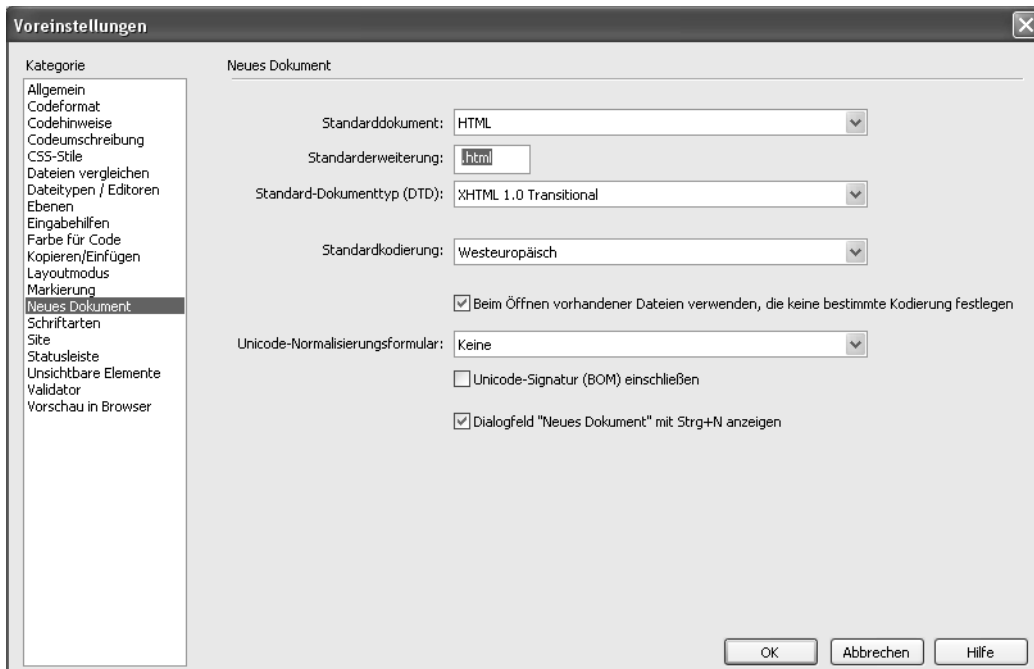 Voreinstellungen
Kategorie
Allgemein
Codeformat
Codehinweise
Codeumschreibung
CSS-Stile
Dateien vergleichen
Dateitypen / Editoren
Ebenen
Eingabehilfen
Farbe für Code
Kopieren/Einfügen
Layoutmodus
Markierung
Neues Dokument
Schriftarten
Site
Statusleiste
Unsichtbare Elemente
Validator
Vorschau in Browser
Neues Dokument
Standarddokument: HTML
Standarderweiterung: .html
Standard-Dokumenttyp (DTD): XHTML 1.0 Transitional
Standardkodierung: Westeuropäisch
Beim Öffnen vorhandener Dateien verwenden, die keine bestimmte Kodierung festlegen
Unicode-Normalisierungsformular: Keine
Unicode-Signatur (BOM) einschließen
Dialogfeld "Neues Dokument" mit Strg+N anzeigen
OK Abbrechen Hilfe